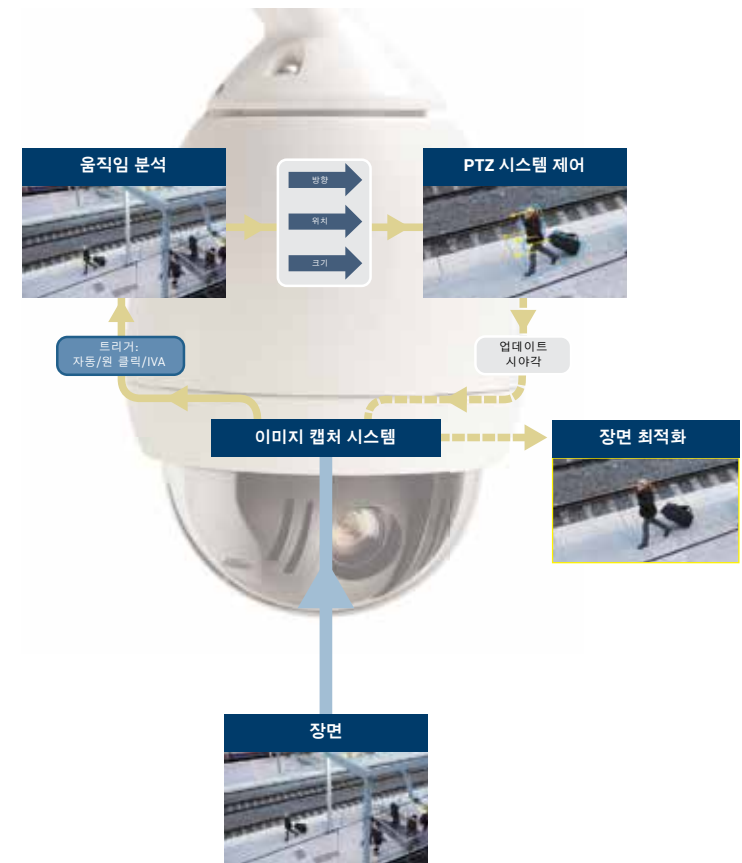 움직임 분석
방향
위치
크기
PTZ 시스템 제어
트리거:
자동/원 클릭/IVA
업데이트
시야각
이미지 캡처 시스템
장면 최적화
장면